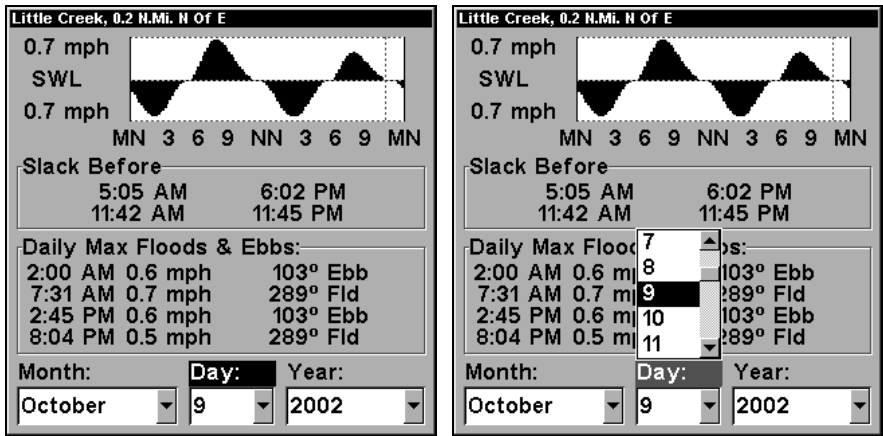 Little Creek, 0.2 N.Mi. N Of E
0.7 mph
SWL
0.7 mph
MN 3 6 9 NN 3 6 9 MN
Slack Before
5:05 AM 6:02 PM
11:42 AM 11:45 PM
Daily Max Floods & Ebbs:
2:00 AM 0.6 mph 103º Ebb
7:31 AM 0.7 mph 289º Fld
2:45 PM 0.6 mph 103º Ebb
8:04 PM 0.5 mph 289º Fld
Month: Day: Year:
October 9 2002
Little Creek, 0.2 N.Mi. N Of E
0.7 mph
SWL
0.7 mph
MN 3 6 9 NN 3 6 9 MN
Slack Before
5:05 AM 6:02 PM
11:42 AM 11:45 PM
Daily Max
2:00 AM 0.6 103º Ebb
7:31 AM 0.7 289º Fld
2:45 PM 0.6 103º Ebb
8:04 PM 0.5 289º Fld
7
8
9
10
11
Month: Day: Year:
October 9 2002